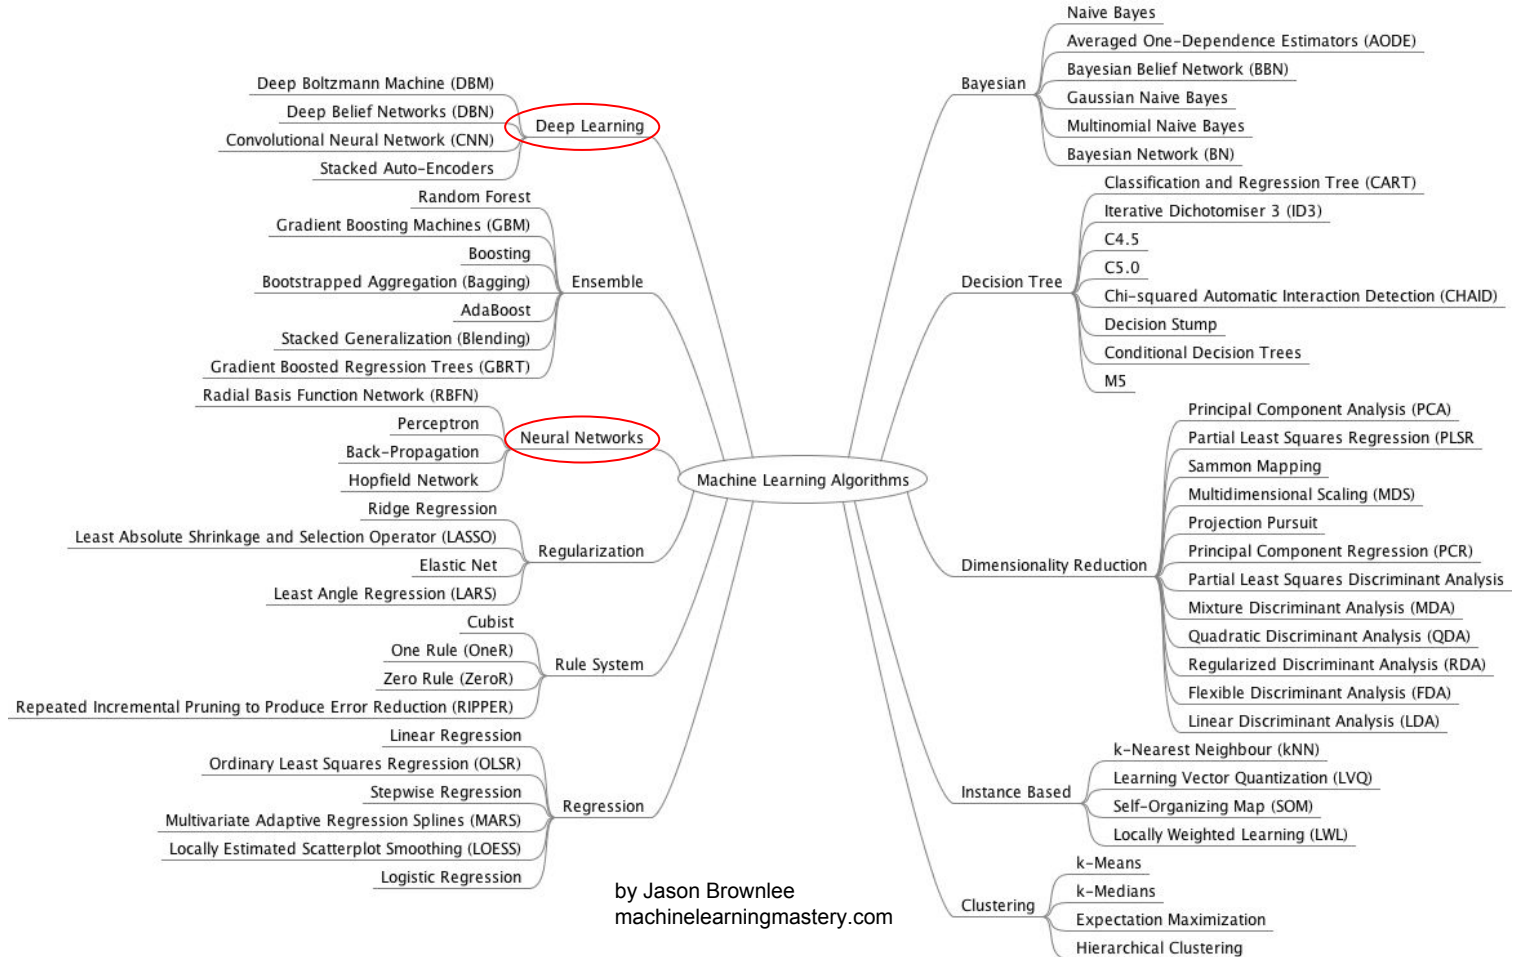 Deep Boltzmann Machine (DBM)
Deep Belief Networks (DBN)
Convolutional Neural Network (CNN)
Stacked Auto-Encoders
Deep Learning
Random Forest
Gradient Boosting Machines (GBM)
Boosting
Bootstrapped Aggregation (Bagging)
AdaBoost
Stacked Generalization (Blending)
Gradient Boosted Regression Trees (GBRT)
Ensemble
Radial Basis Function Network (RBFN)
Perceptron
Back-Propagation
Hopfield Network
Neural Networks
Ridge Regression
Least Absolute Shrinkage and Selection Operator (LASSO)
Elastic Net
Least Angle Regression (LARS)
Regularization
Cubist
One Rule (OneR)
Zero Rule (ZeroR)
Repeated Incremental Pruning to Produce Error Reduction (RIPPER)
Rule System
Linear Regression
Ordinary Least Squares Regression (OLSR)
Stepwise Regression
Multivariate Adaptive Regression Splines (MARS)
Locally Estimated Scatterplot Smoothing (LOESS)
Logistic Regression
Regression
Machine Learning Algorithms
Bayesian
Naive Bayes
Averaged One-Dependence Estimators (AODE)
Bayesian Belief Network (BBN)
Gaussian Naive Bayes
Multinomial Naive Bayes
Bayesian Network (BN)
Decision Tree
Classification and Regression Tree (CART)
Iterative Dichotomiser 3 (ID3)
C4.5
C5.0
Chi-squared Automatic Interaction Detection (CHAID)
Decision Stump
Conditional Decision Trees
M5
Dimensionality Reduction
Principal Component Analysis (PCA)
Partial Least Squares Regression (PLSR
Sammon Mapping
Multidimensional Scaling (MDS)
Projection Pursuit
Principal Component Regression (PCR)
Partial Least Squares Discriminant Analysis
Mixture Discriminant Analysis (MDA)
Quadratic Discriminant Analysis (QDA)
Regularized Discriminant Analysis (RDA)
Flexible Discriminant Analysis (FDA)
Linear Discriminant Analysis (LDA)
Instance Based
k-Nearest Neighbour (kNN)
Learning Vector Quantization (LVQ)
Self-Organizing Map (SOM)
Locally Weighted Learning (LWL)
Clustering
k-Means
k-Medians
Expectation Maximization
Hierarchical Clustering
by Jason Brownlee
machinelearningmastery.com